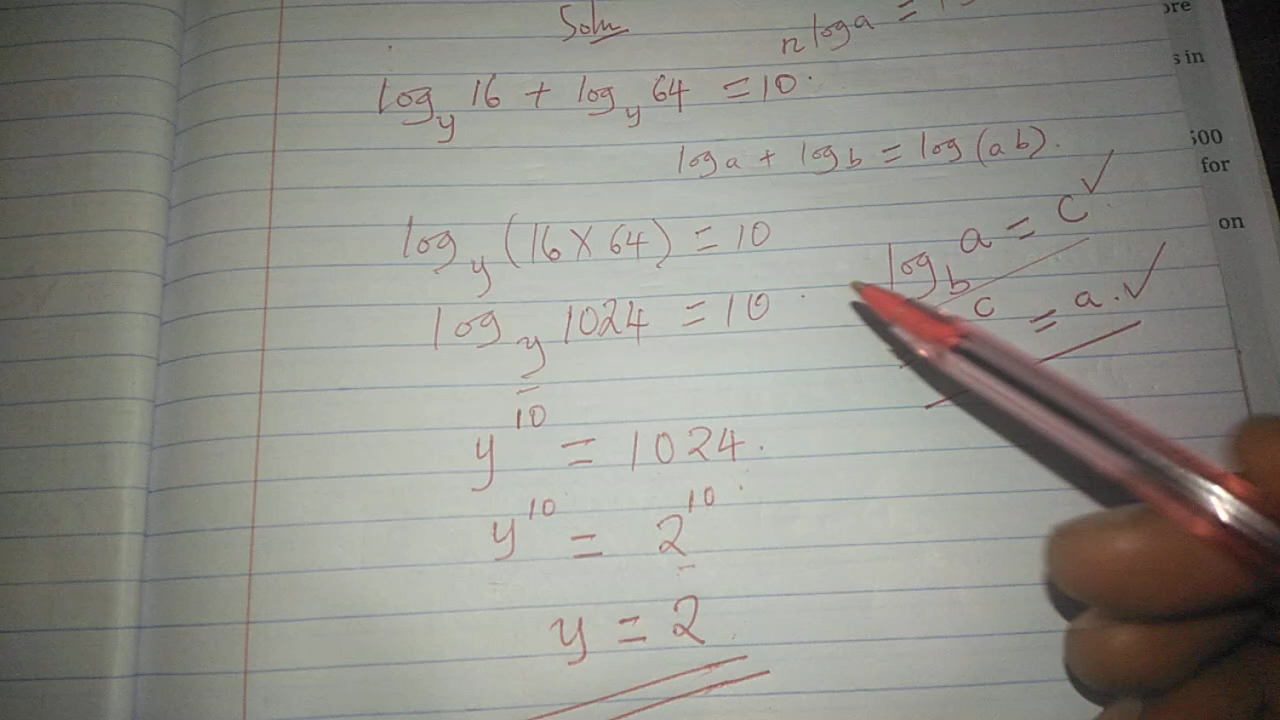 Soln
n log a =
log_y 16 + log_y 64 = 10.
log a + log b = log(ab).
log_y (16 × 64) = 10
log_b a = c ✓
log_y 1024 = 10
c = a. ✓
y^10 = 1024.
y^10 = 2^10
y = 2
ore
s in
500
for
on